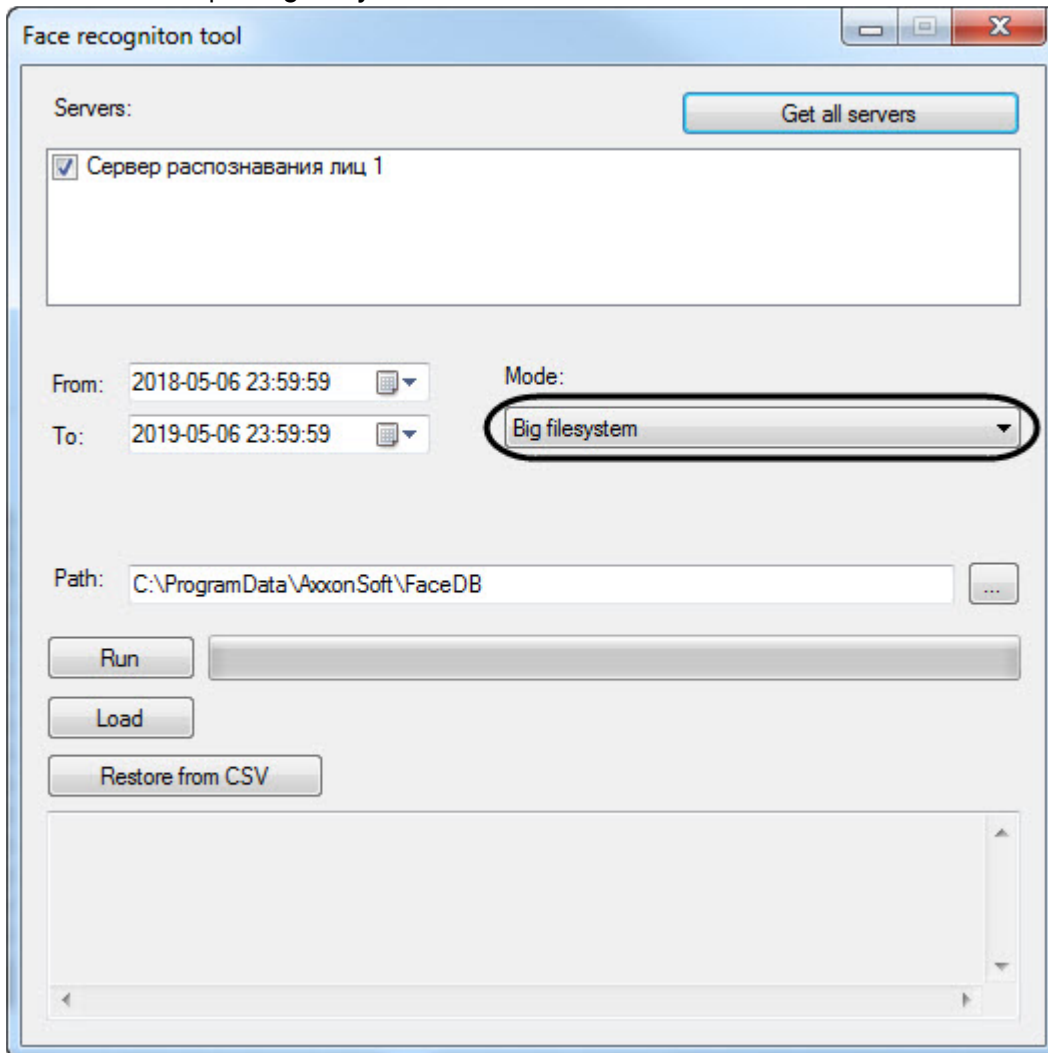 Face recogniton tool
Servers:
Get all servers
Сервер распознавания лиц 1
From:
2018-05-06 23:59:59
Mode:
To:
2019-05-06 23:59:59
Big filesystem
Path:
C:\ProgramData\AxxonSoft\FaceDB
...
Run
Load
Restore from CSV